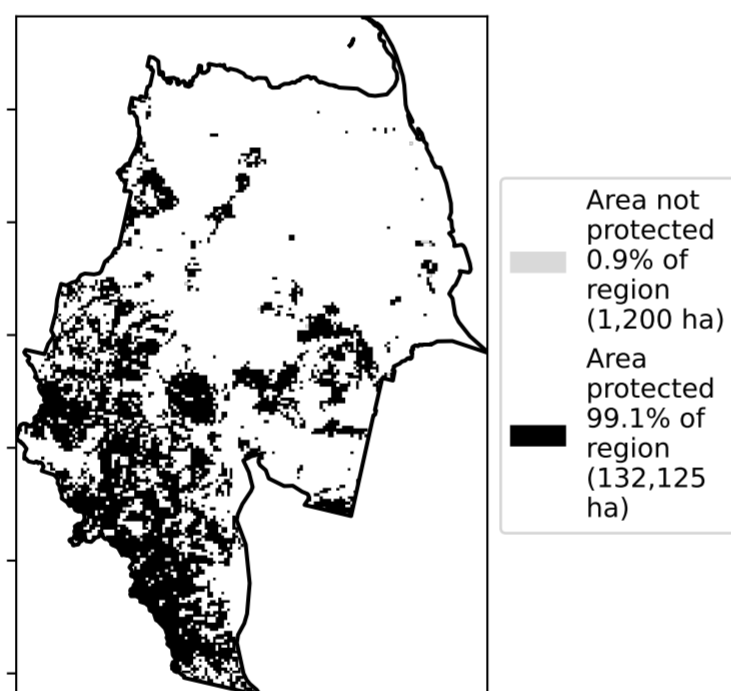 Area not
protected
0.9% of
region
(1,200 ha)
Area
protected
99.1% of
region
(132,125
ha)